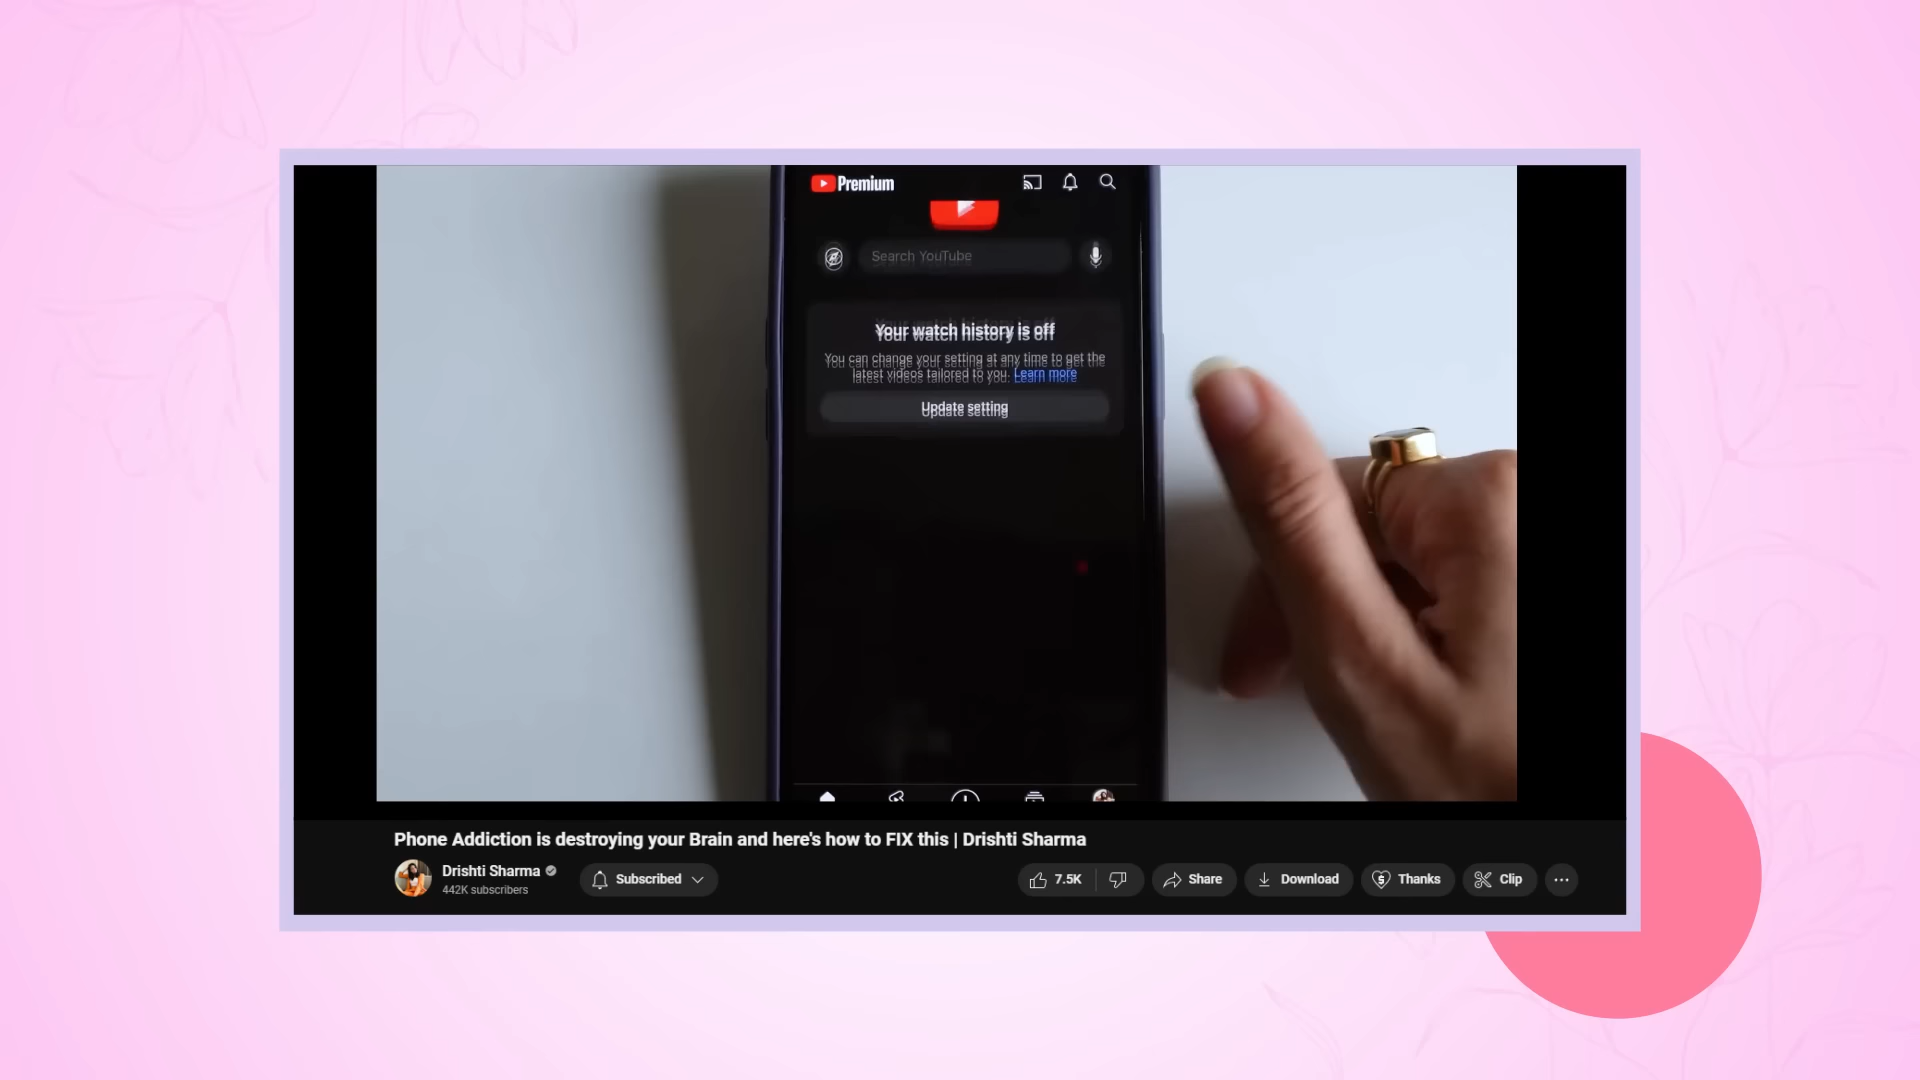 Premium
Search YouTube
Your watch history is off
You can change your setting at any time to get the
latest videos tailored to you. Learn more
Update setting
Phone Addiction is destroying your Brain and here's how to FIX this | Drishti Sharma
Drishti Sharma
442K subscribers
Subscribed
7.5K
Share
Download
Thanks
Clip